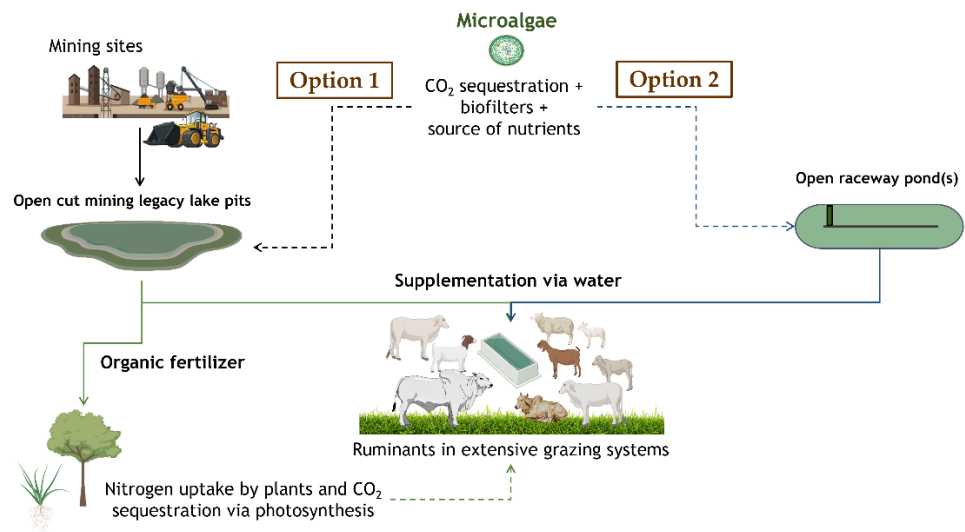 Microalgae
Mining sites
Option 1
Option 2
CO₂ sequestration +
biofilters +
source of nutrients
Open cut mining legacy lake pits
Open raceway pond(s)
Supplementation via water
Organic fertilizer
Ruminants in extensive grazing systems
Nitrogen uptake by plants and CO₂
sequestration via photosynthesis